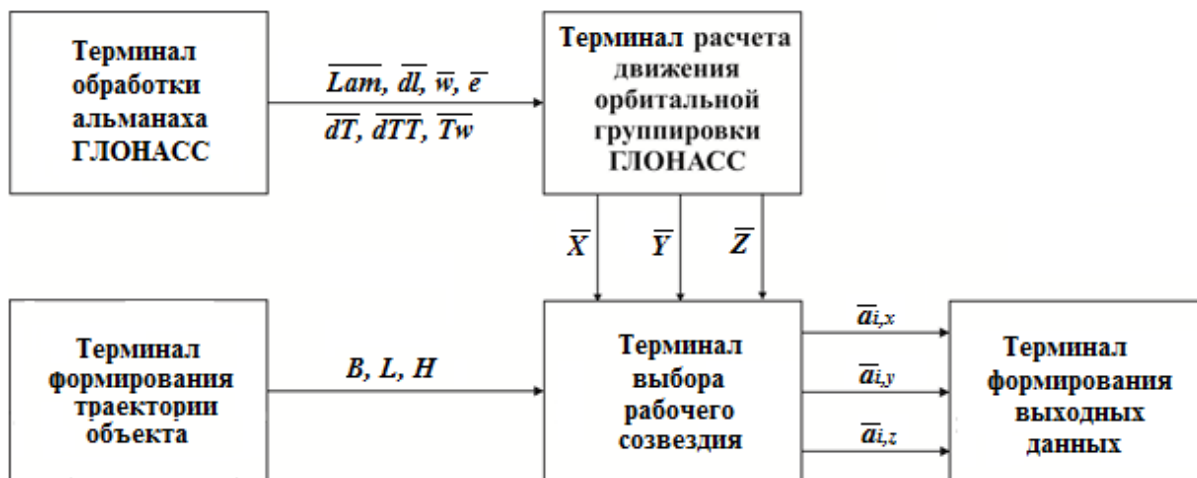 Терминал
обработки
альманаха
ГЛОНАСС
Lam, dl, w, e
dT, dTT, Tw
Терминал расчета
движения
орбитальной
группировки
ГЛОНАСС
X Y Z
Терминал
формирования
траектории
объекта
B, L, H
Терминал
выбора
рабочего
созвездия
ai,x
ai,y
ai,z
Терминал
формирования
выходных
данных